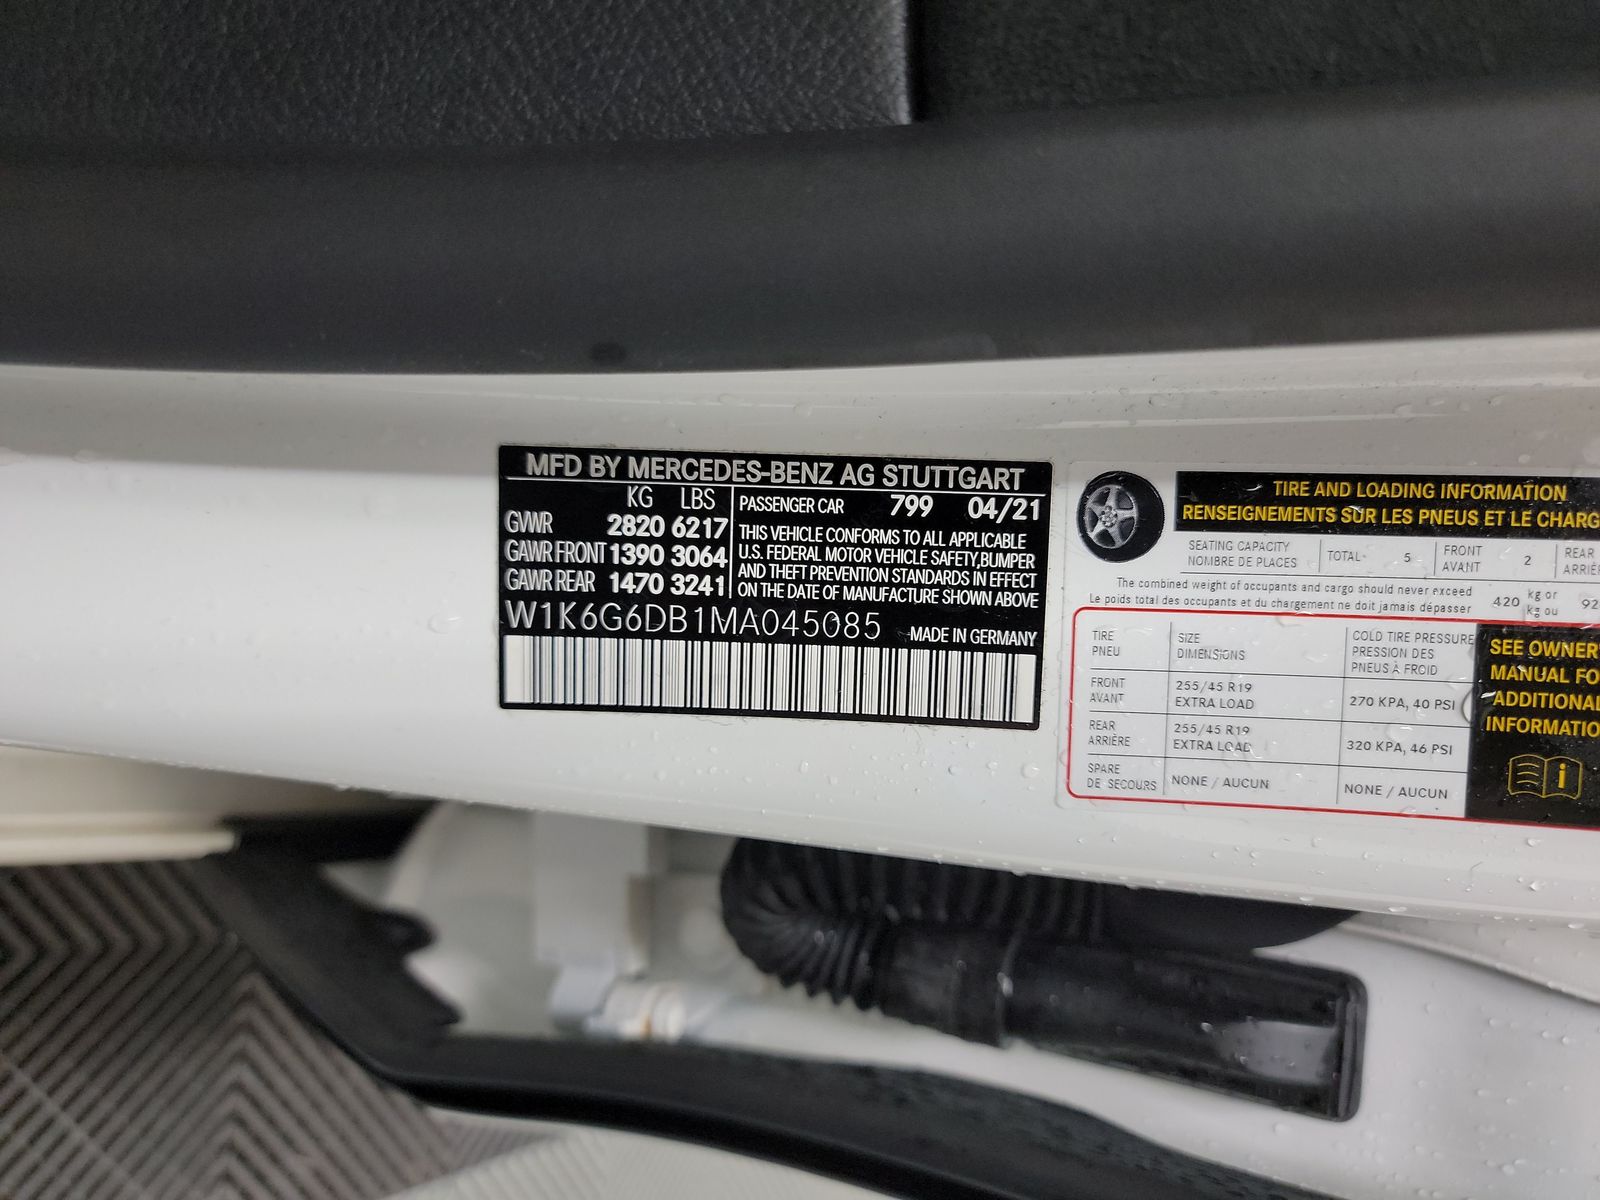 MFD BY MERCEDES-BENZ AG STUTTGART
KG LBS
GVWR 2820 6217
GAWR FRONT 1390 3064
GAWR REAR 1470 3241
PASSENGER CAR 799 04/21
THIS VEHICLE CONFORMS TO ALL APPLICABLE
U.S. FEDERAL MOTOR VEHICLE SAFETY, BUMPER
AND THEFT PREVENTION STANDARDS IN EFFECT
ON THE DATE OF MANUFACTURE SHOWN ABOVE
W1K6G6DB1MA045085
MADE IN GERMANY
TIRE AND LOADING INFORMATION
RENSEIGNEMENTS SUR LES PNEUS ET LE CHARG
SEATING CAPACITY
NOMBRE DE PLACES
TOTAL 5
FRONT
AVANT
2
REAR
ARRIÈ
The combined weight of occupants and cargo should never exceed
Le poids total des occupants et du chargement ne doit jamais dépasser
420 kg or
kg ou
92
TIRE
PNEU
SIZE
DIMENSIONS
COLD TIRE PRESSURE
PRESSION DES
PNEUS À FROID
FRONT
AVANT
255/45 R19
EXTRA LOAD
270 KPA, 40 PSI
REAR
ARRIÈRE
255/45 R19
EXTRA LOAD
320 KPA, 46 PSI
SPARE
DE SECOURS
NONE / AUCUN
NONE / AUCUN
SEE OWNER'
MANUAL FO
ADDITIONAL
INFORMATIO